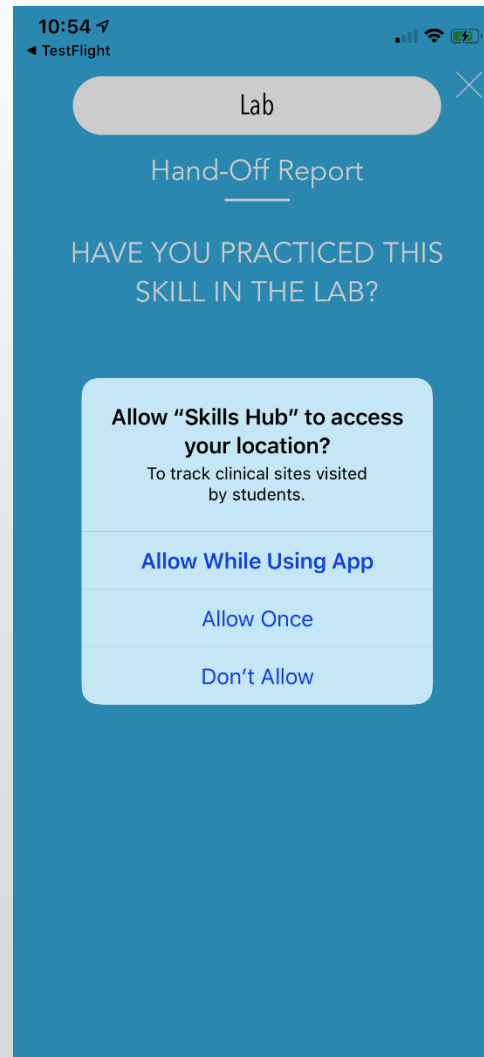 10:54
◀ TestFlight
Lab
Hand-Off Report
HAVE YOU PRACTICED THIS
SKILL IN THE LAB?
Allow “Skills Hub” to access
your location?
To track clinical sites visited
by students.
Allow While Using App
Allow Once
Don’t Allow